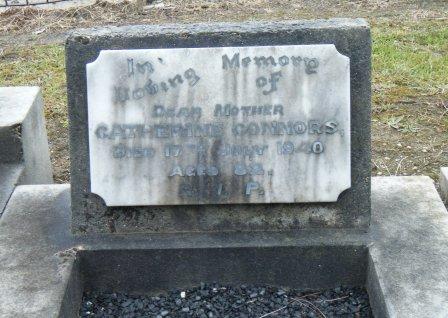 In Memory
Loving of
Dear Mother
CATHERINE CONNORS,
Died 17TH July 1940
Aged 82.
R. I. P.